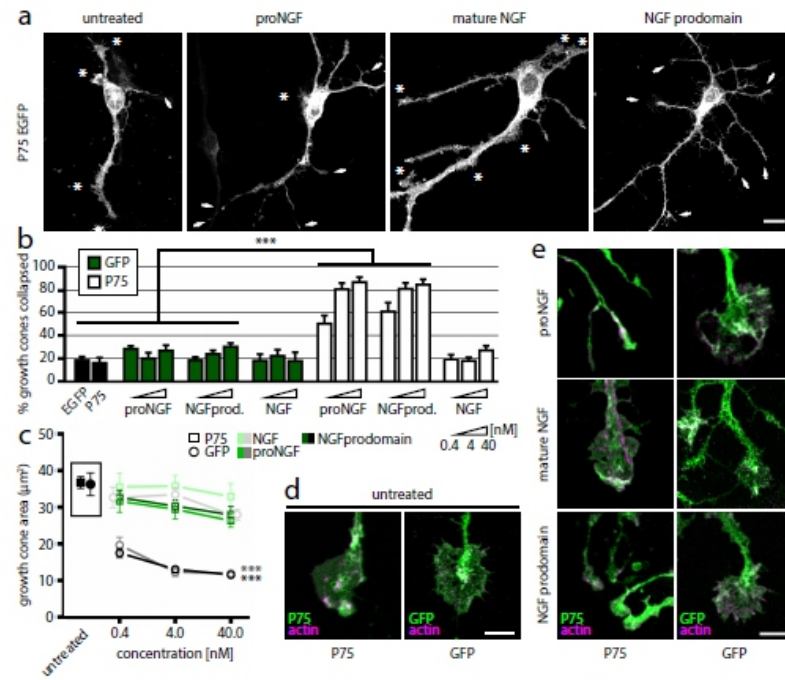 a
untreated
proNGF
mature NGF
NGF prodomain
P75 EGFP
* * *
*
* * *
*
*
*
b
***
GFP
P75
% growth cones collapsed
100
80
60
40
20
0
EGFP
P75
proNGF
NGFprod.
NGF
proNGF
NGFprod.
NGF
[nM]
0.4 4 40
c
growth cone area (µm²)
50
40
30
20
10
0
P75
GFP
NGF
proNGF
NGFprodomain
***
***
untreated
0.4
4.0
40.0
concentration [nM]
d
untreated
P75
actin
GFP
actin
P75
GFP
e
proNGF
mature NGF
NGF prodomain
P75
actin
GFP
actin
P75
GFP